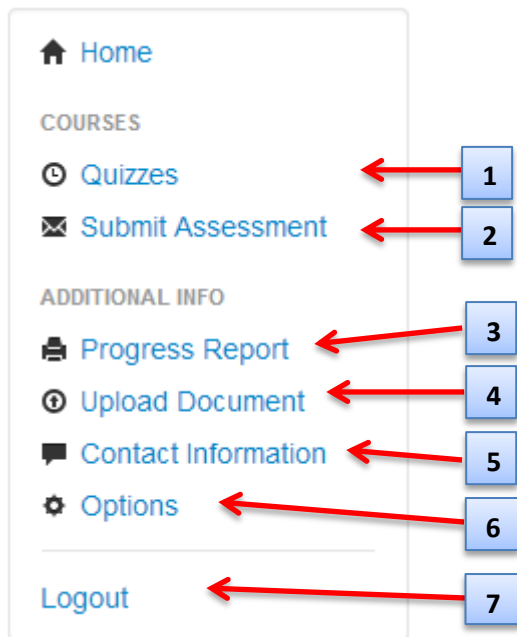 Home
COURSES
Quizzes 1
Submit Assessment 2
ADDITIONAL INFO
Progress Report 3
Upload Document 4
Contact Information 5
Options 6
Logout 7